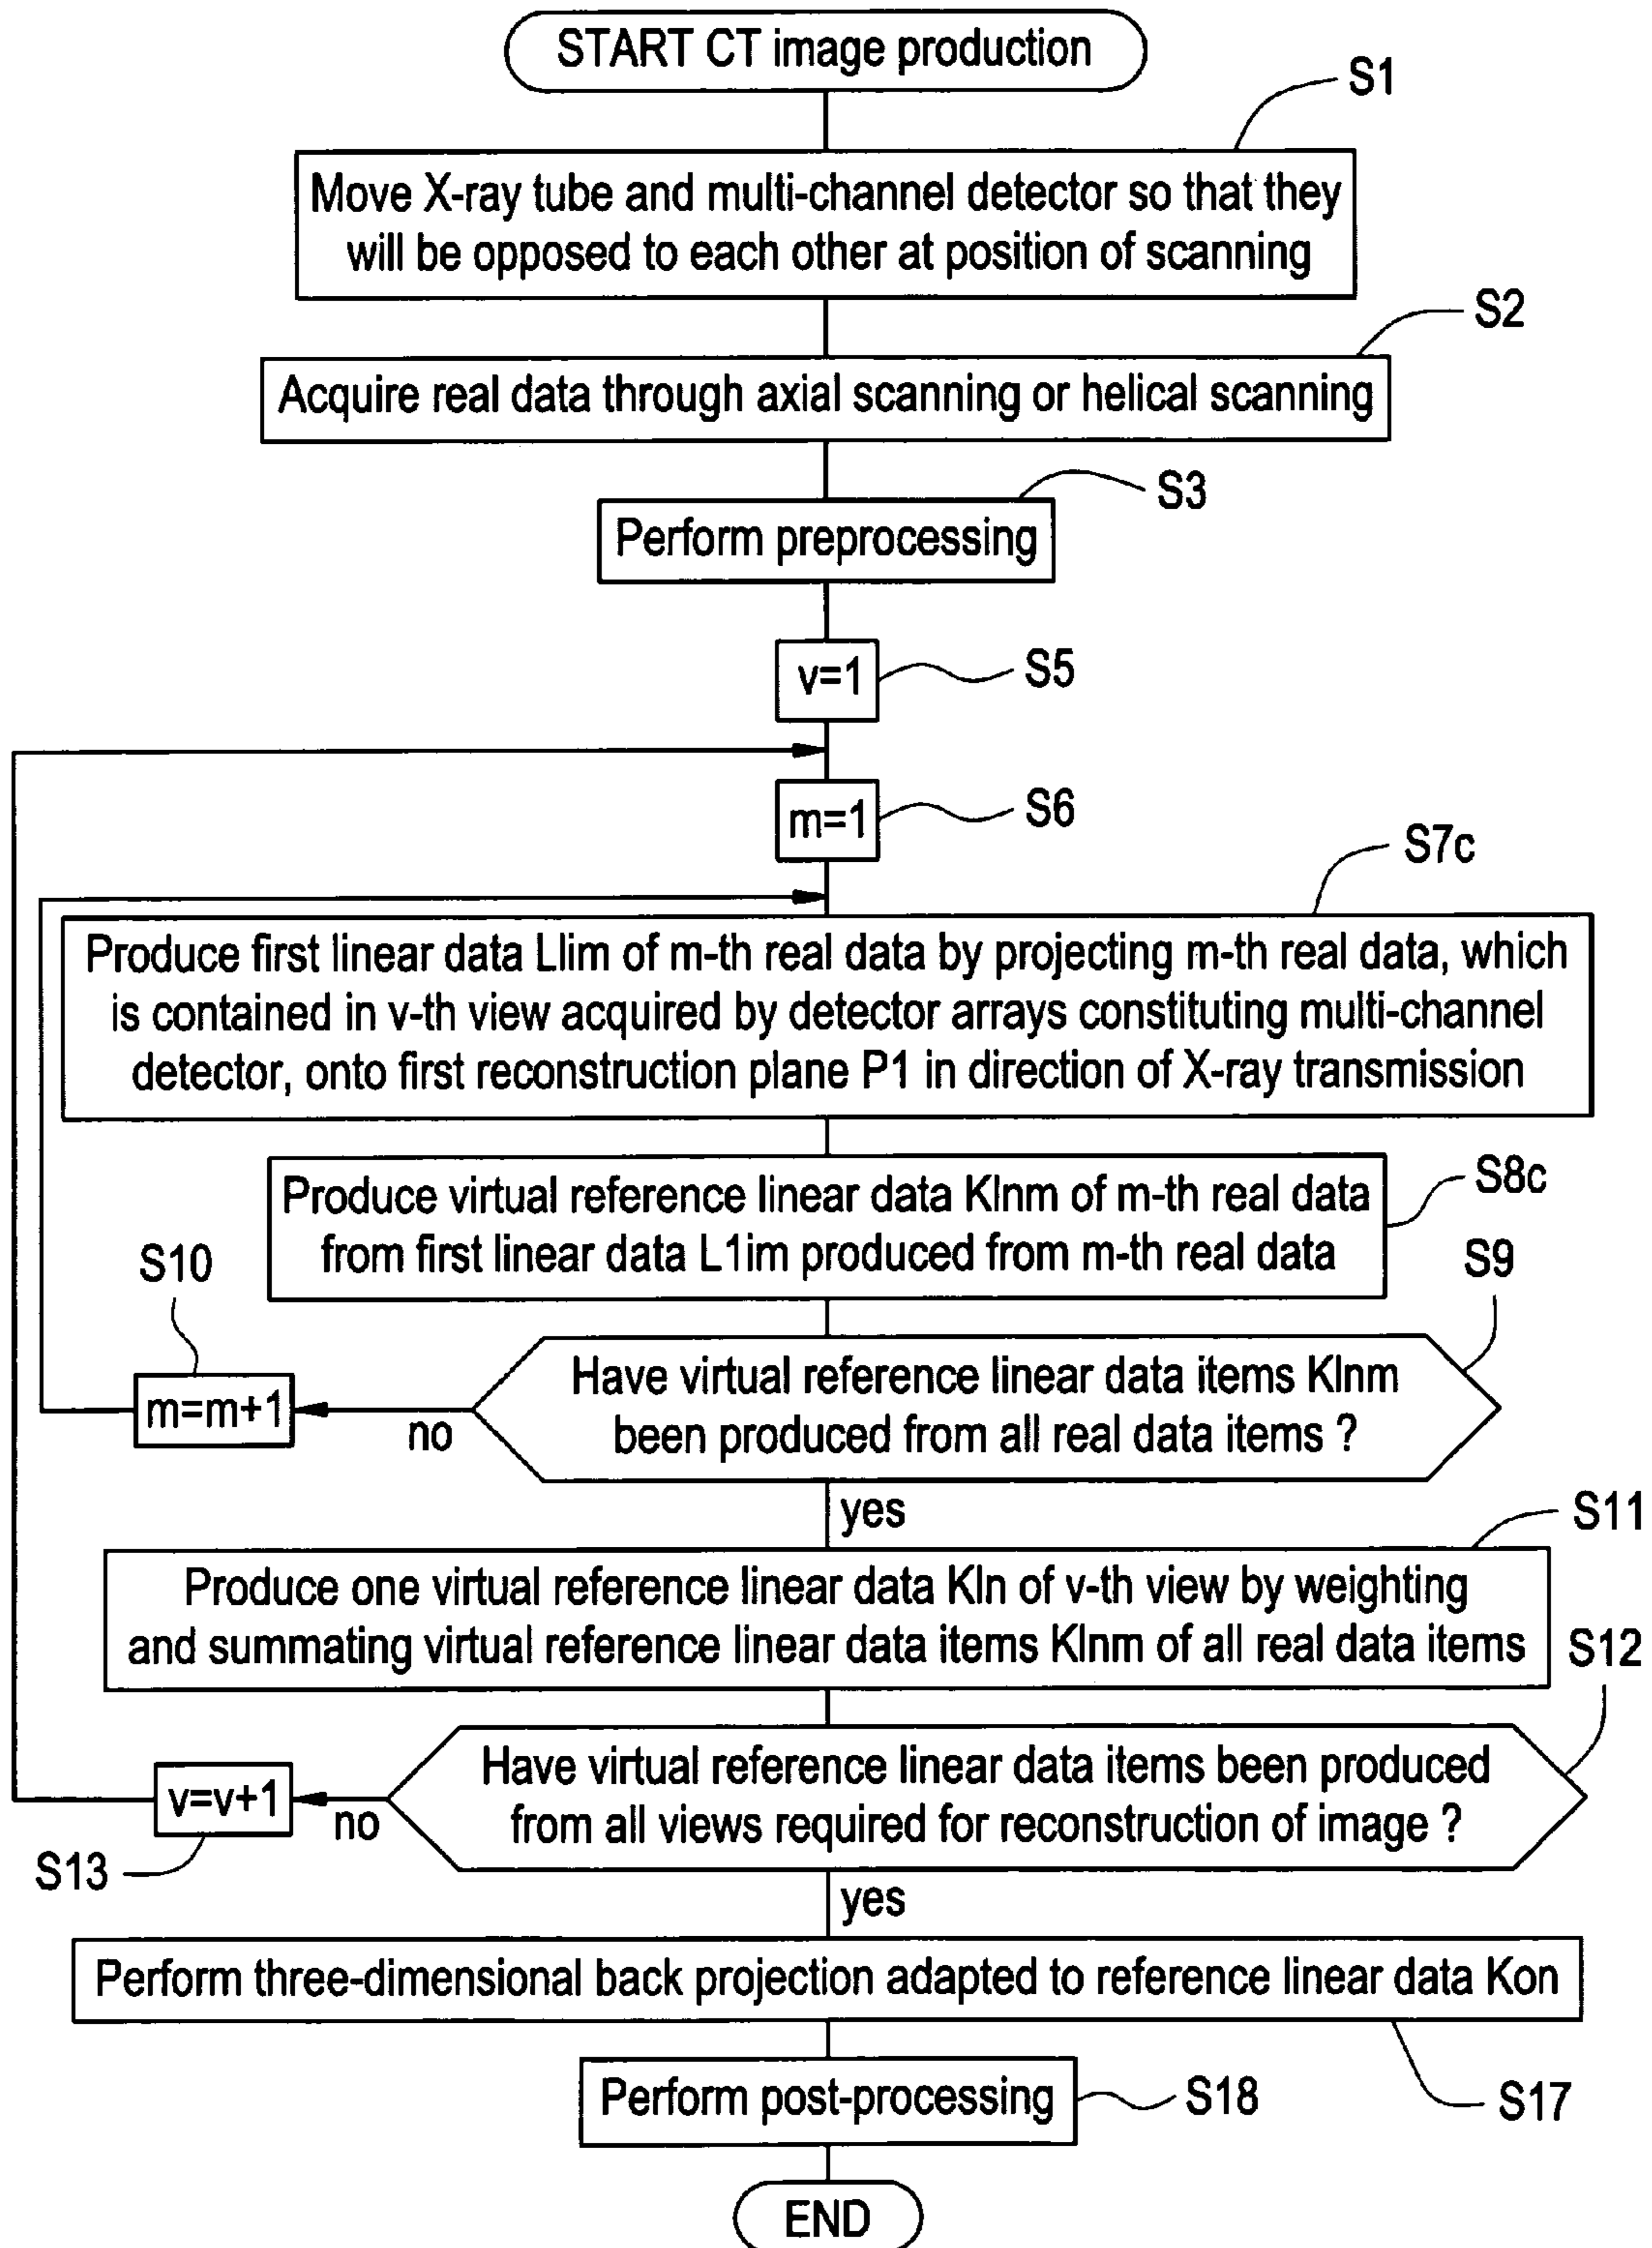 START CT image production
S1
Move X-ray tube and multi-channel detector so that they
will be opposed to each other at position of scanning
S2
Acquire real data through axial scanning or helical scanning
S3
Perform preprocessing
v=1
S5
m=1
S6
S7c
Produce first linear data Llim of m-th real data by projecting m-th real data, which
is contained in v-th view acquired by detector arrays constituting multi-channel
detector, onto first reconstruction plane P1 in direction of X-ray transmission
S8c
Produce virtual reference linear data Klnm of m-th real data
from first linear data L1im produced from m-th real data
S9
S10
Have virtual reference linear data items Klnm
been produced from all real data items ?
m=m+1
no
yes
S11
Produce one virtual reference linear data Kln of v-th view by weighting
and summating virtual reference linear data items Klnm of all real data items
S12
Have virtual reference linear data items been produced
from all views required for reconstruction of image ?
v=v+1
no
S13
yes
Perform three-dimensional back projection adapted to reference linear data Kon
S17
Perform post-processing
S18
END